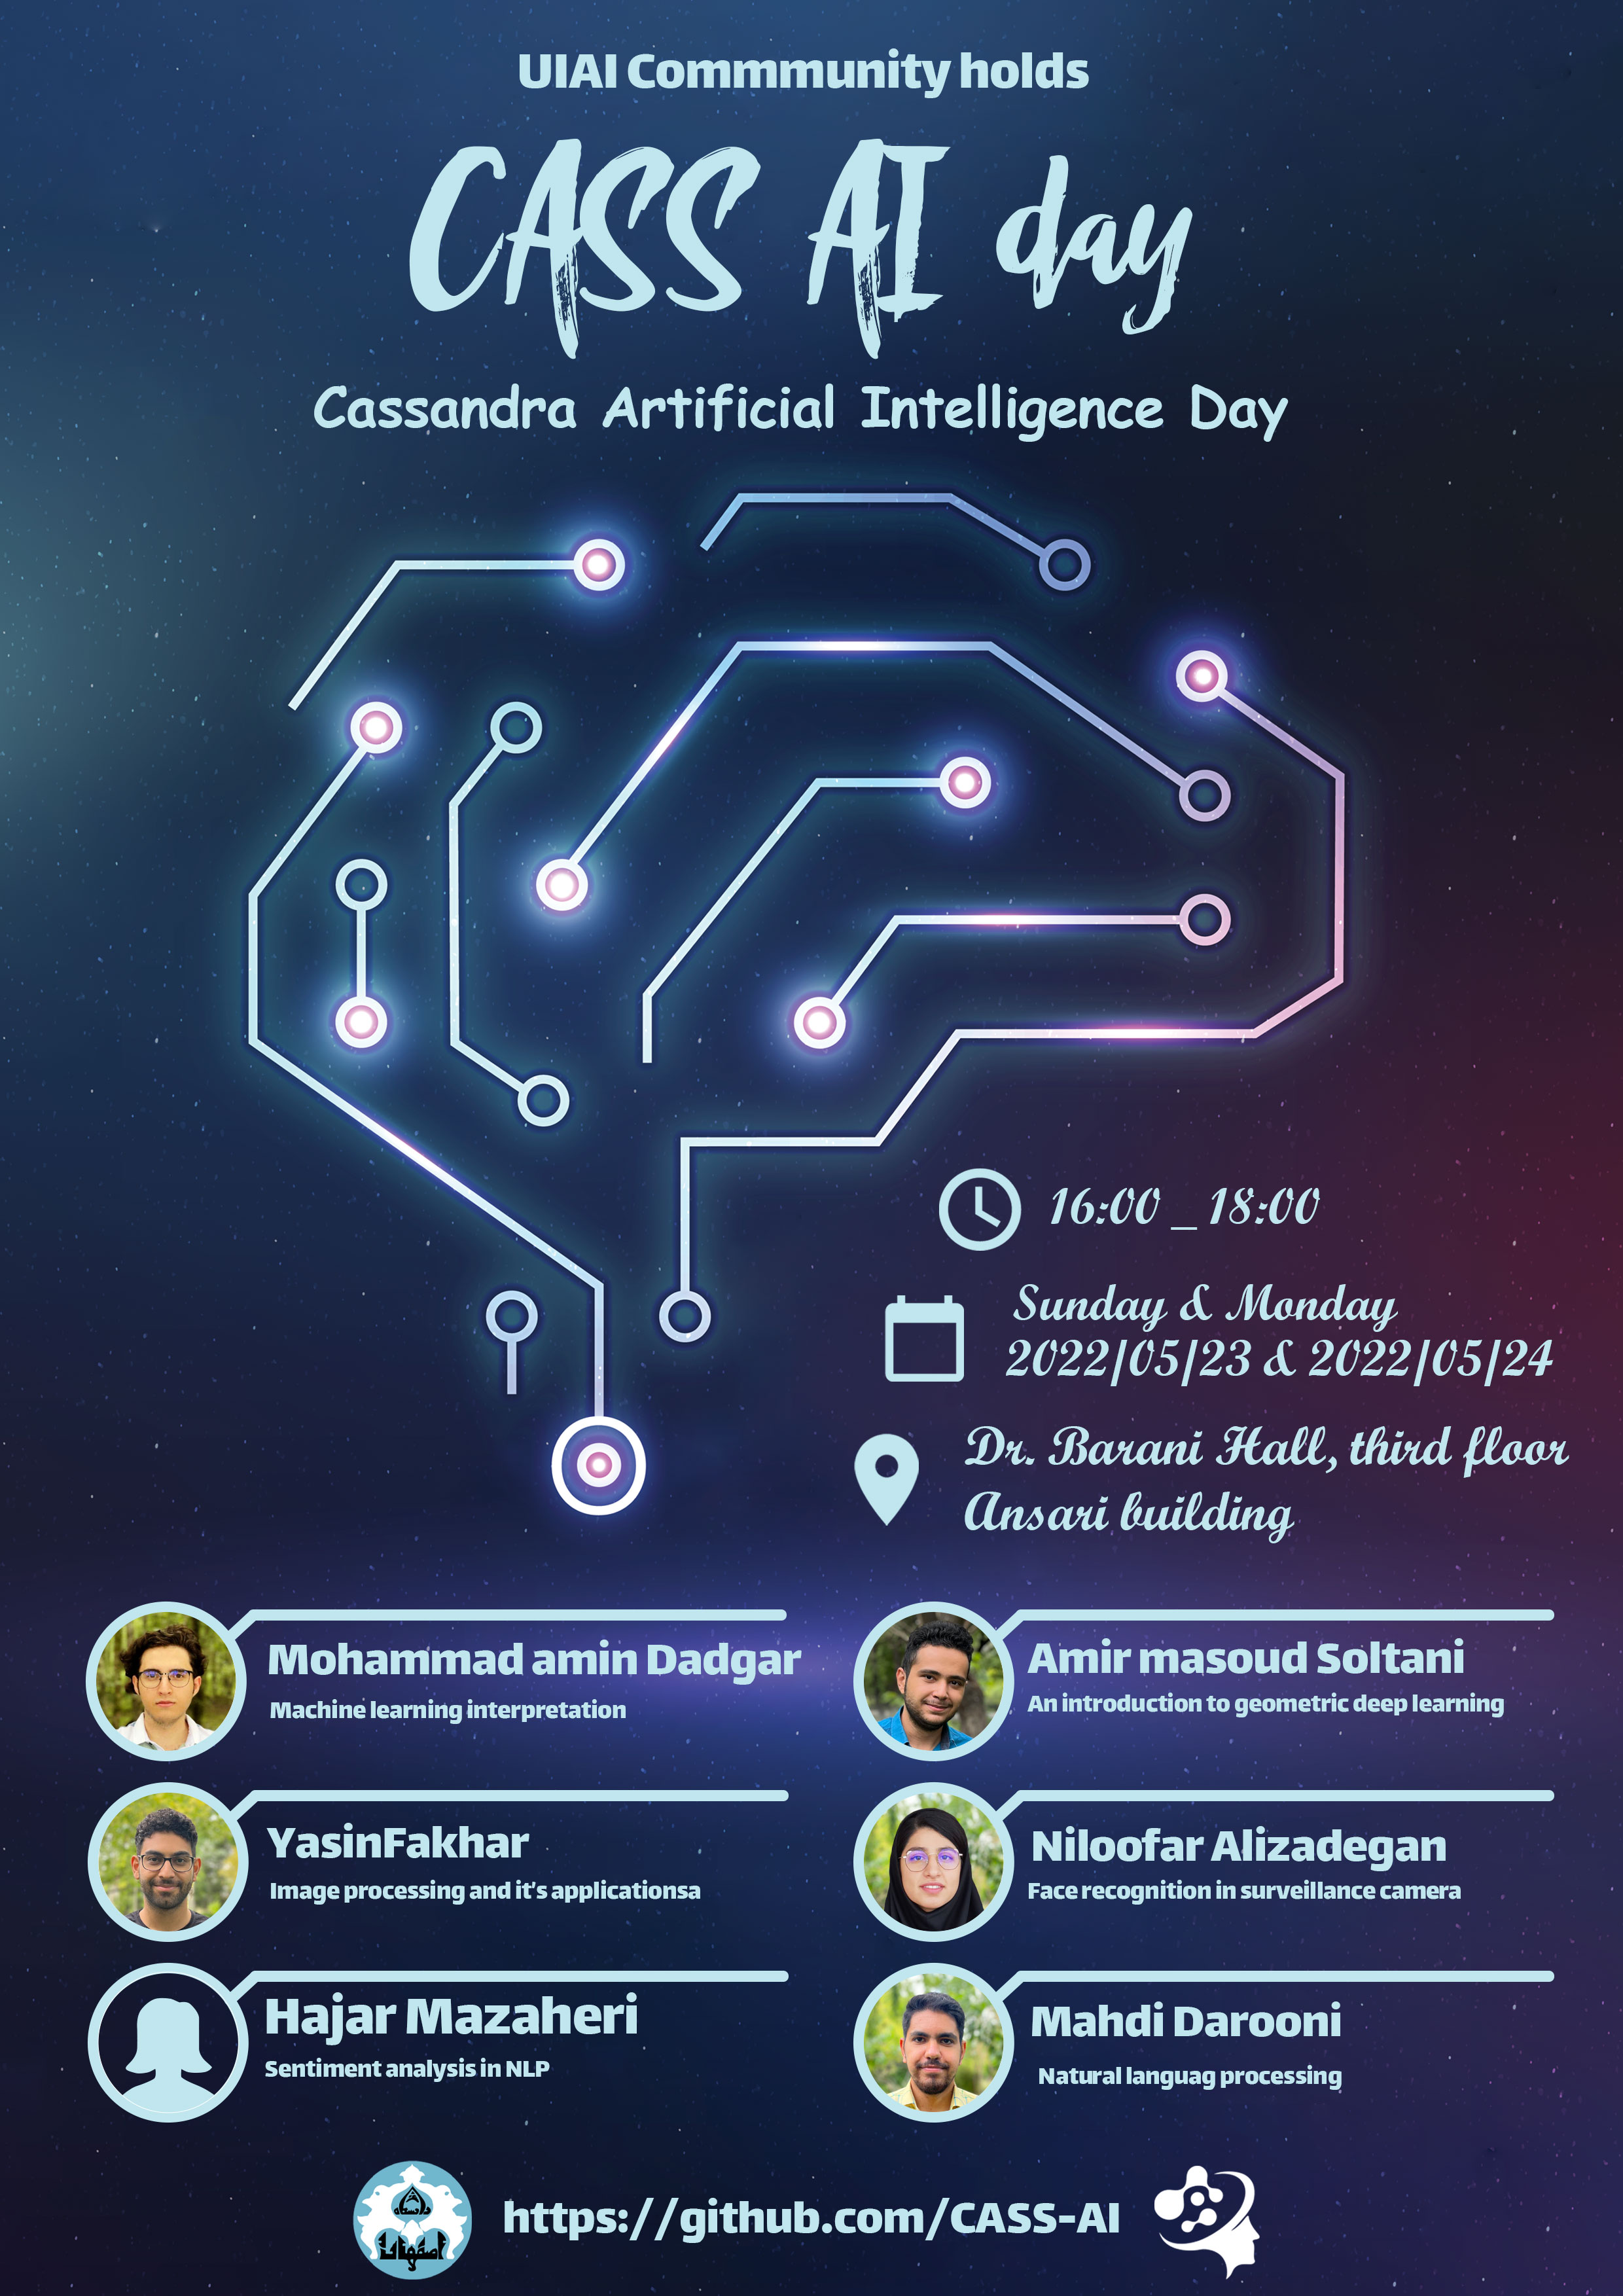 UIAI Commmunity holds
CASS AI day
Cassandra Artificial Intelligence Day
16:00 _ 18:00
Sunday & Monday
2022/05/23 & 2022/05/24
Dr. Barani Hall, third floor
Ansari building
Mohammad amin Dadgar
Machine learning interpretation
Amir masoud Soltani
An introduction to geometric deep learning
YasinFakhar
Image processing and it's applicationsa
Niloofar Alizadegan
Face recognition in surveillance camera
Hajar Mazaheri
Sentiment analysis in NLP
Mahdi Darooni
Natural languag processing
https://github.com/CASS-AI